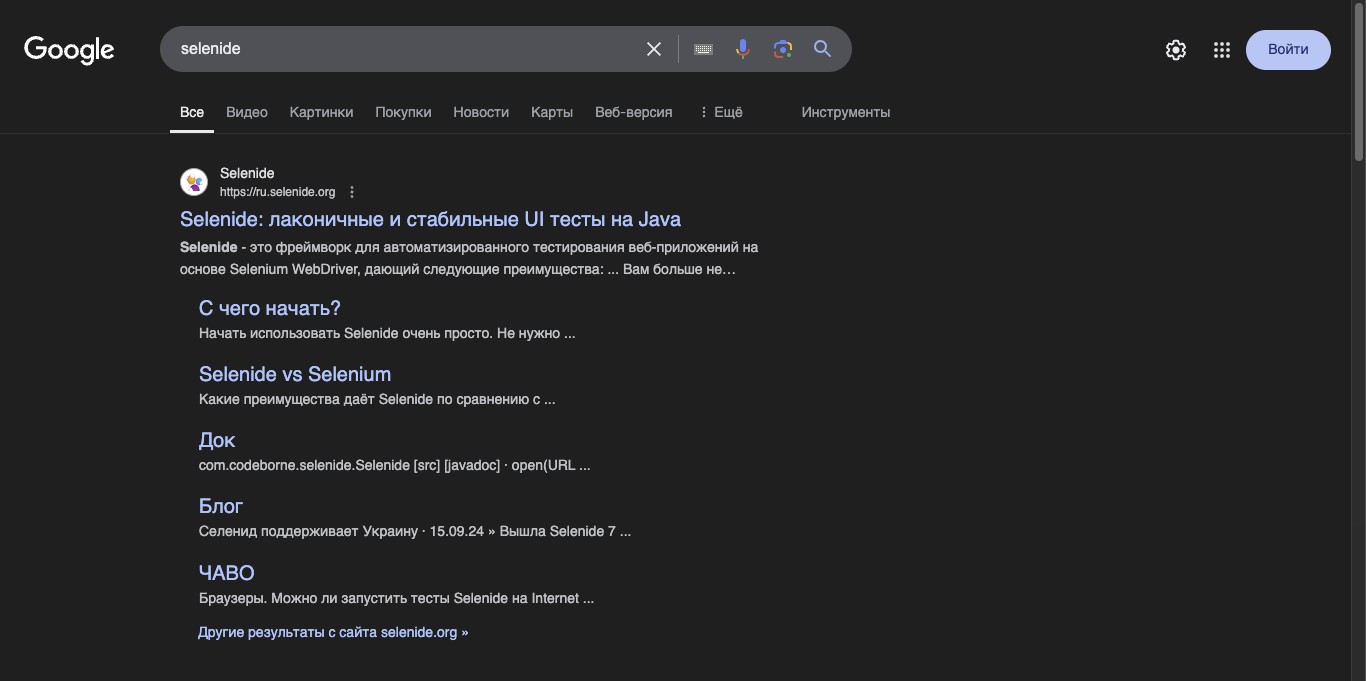 Google
selenide
Войти
Все Видео Картинки Покупки Новости Карты Веб-версия Ещё Инструменты
Selenide
https://ru.selenide.org
Selenide: лаконичные и стабильные UI тесты на Java
Selenide - это фреймворк для автоматизированного тестирования веб-приложений на
основе Selenium WebDriver, дающий следующие преимущества: ... Вам больше не...
С чего начать?
Начать использовать Selenide очень просто. Не нужно ...
Selenide vs Selenium
Какие преимущества даёт Selenide по сравнению с ...
Док
com.codeborne.selenide.Selenide [src] [javadoc] · open(URL ...
Блог
Селенид поддерживает Украину · 15.09.24 » Вышла Selenide 7 ...
ЧАВО
Браузеры. Можно ли запустить тесты Selenide на Internet ...
Другие результаты с сайта selenide.org »